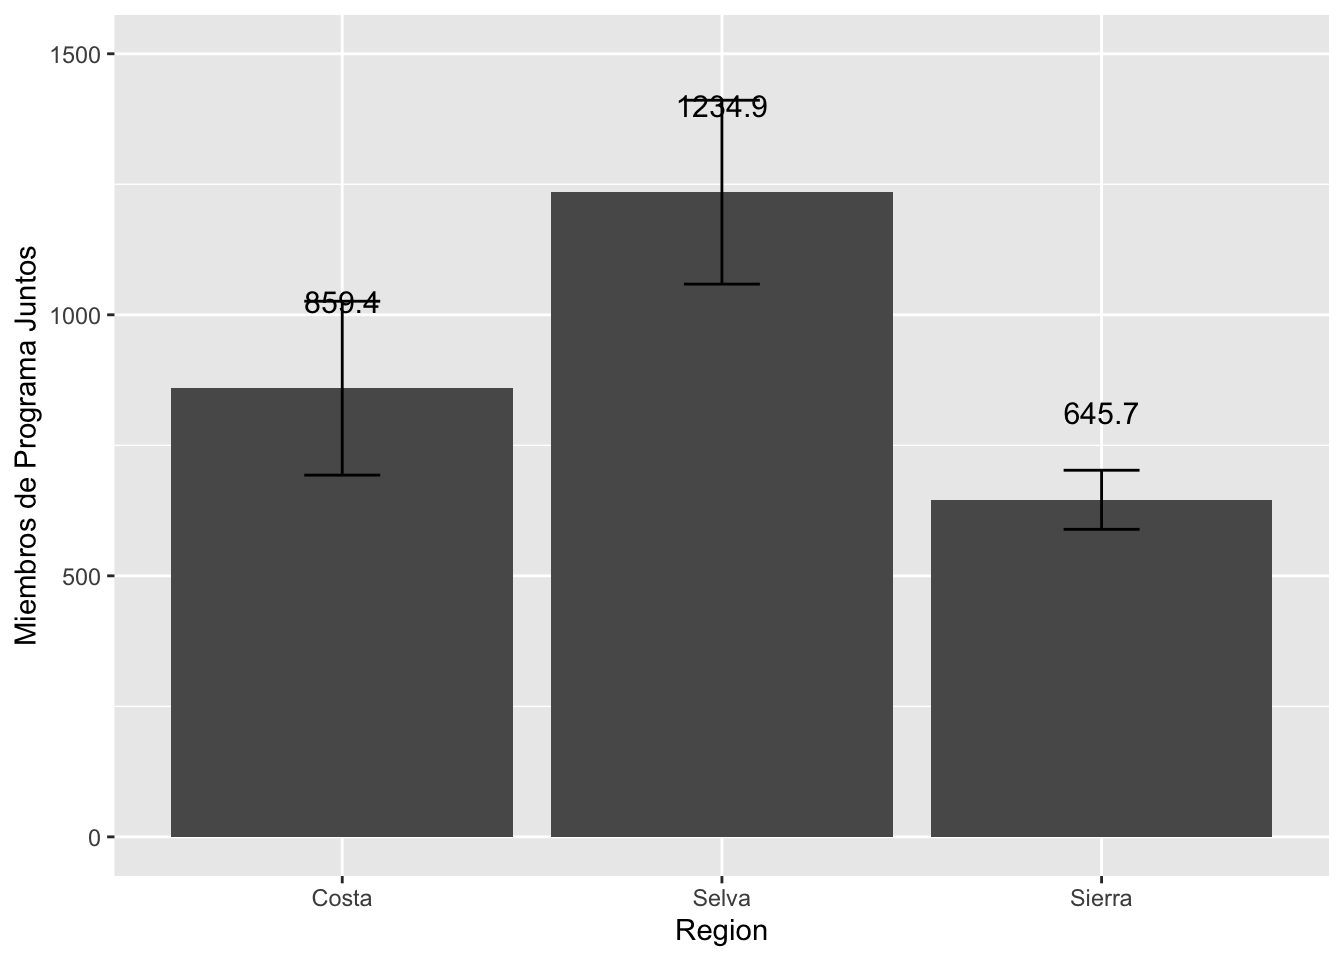 1500
1000
500
0
Miembros de Programa Juntos
859.4
1234.9
645.7
Costa
Selva
Sierra
Region